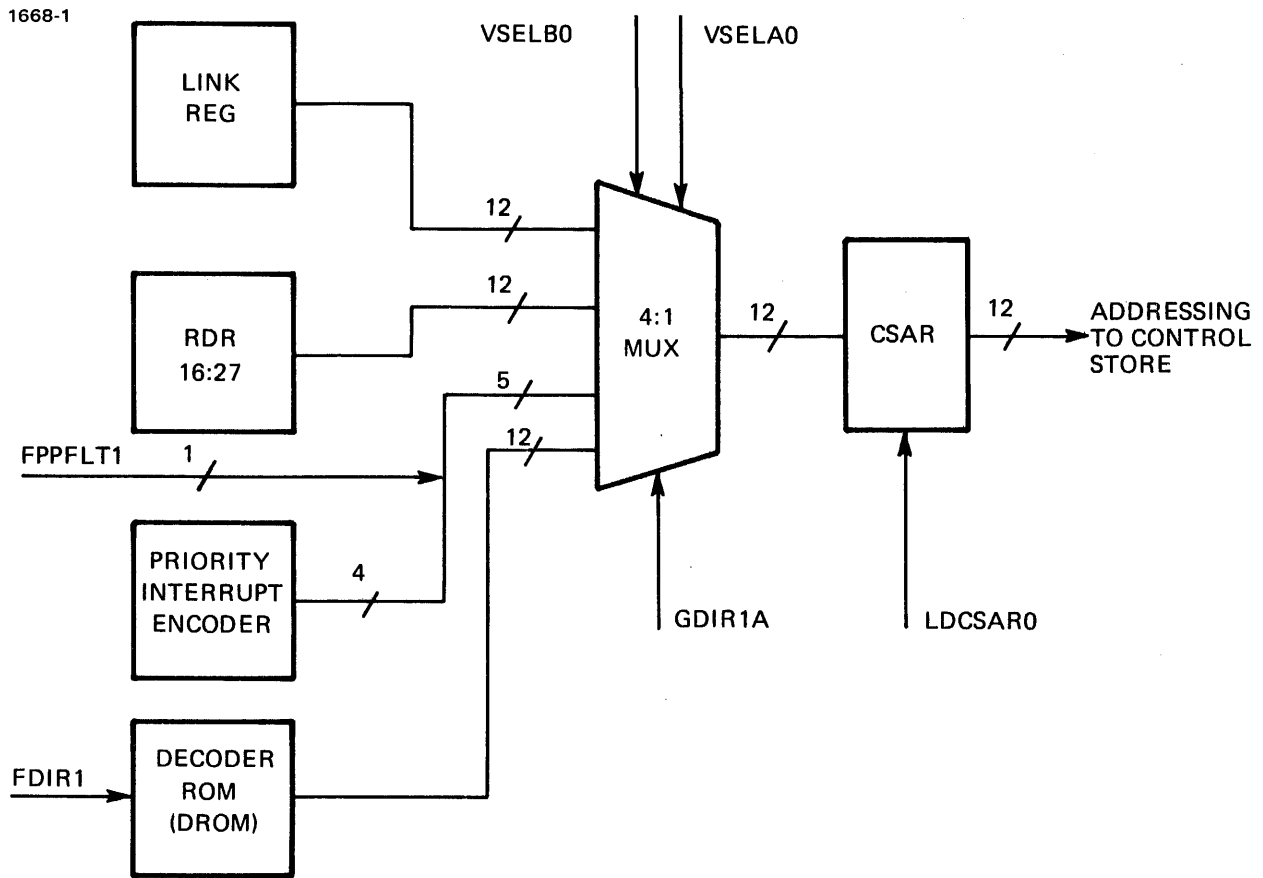 1668-1
VSELB0
VSELA0
LINK
REG
12
RDR
16:27
12
4:1
MUX
12
CSAR
12
ADDRESSING
TO CONTROL
STORE
5
12
FPPFLT1
1
PRIORITY
INTERRUPT
ENCODER
4
GDIR1A
LDCSAR0
FDIR1
DECODER
ROM
(DROM)